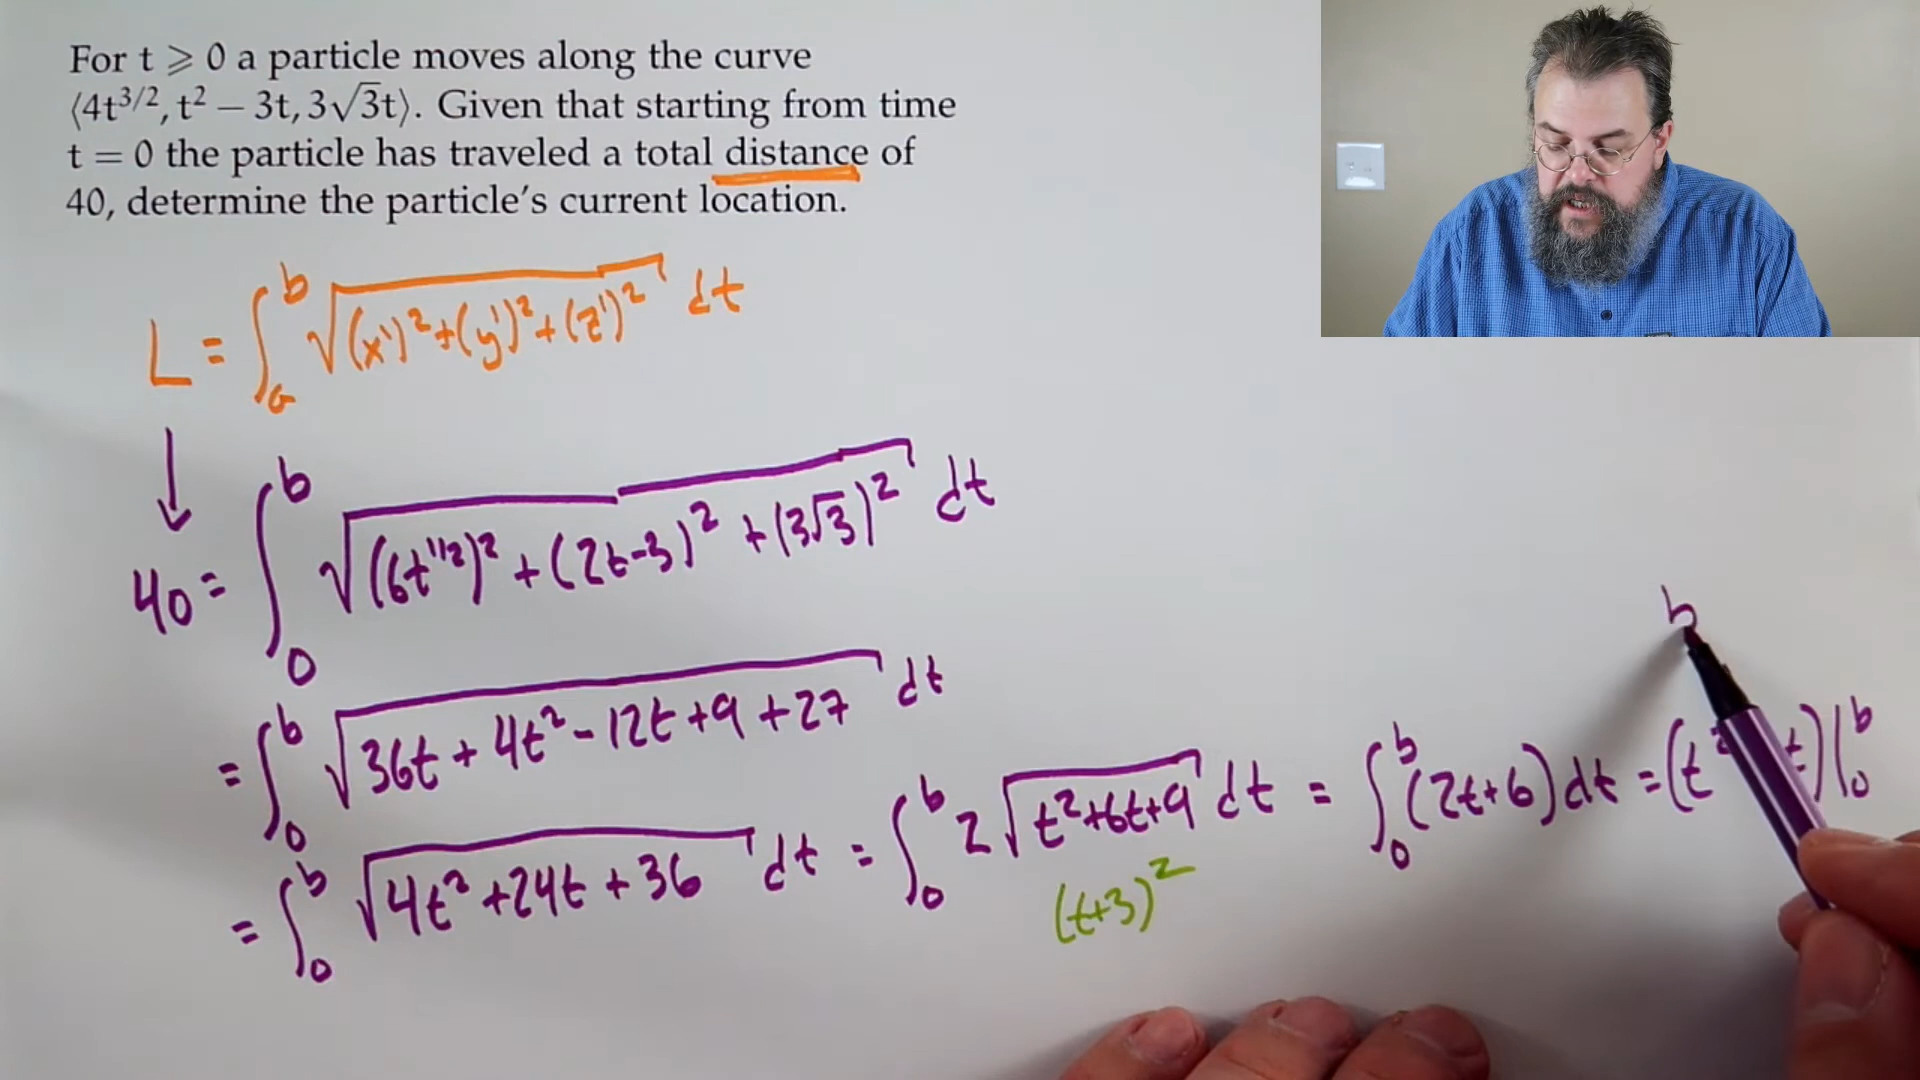 For t ⩾ 0 a particle moves along the curve
⟨4t^{3/2}, t² − 3t, 3√3t⟩. Given that starting from time
t = 0 the particle has traveled a total distance of
40, determine the particle's current location.
L = ∫_a^b √((x')²+(y')²+(z')²) dt
↓
40 = ∫_0^b √((6t^{1/2})² + (2t-3)² + (3√3)²) dt
= ∫_0^b √(36t + 4t² - 12t + 9 + 27) dt
= ∫_0^b √(4t² + 24t + 36) dt = ∫_0^b 2√(t²+6t+9) dt = ∫_0^b (2t+6) dt = (t² t)|_0^b
(t+3)²
b